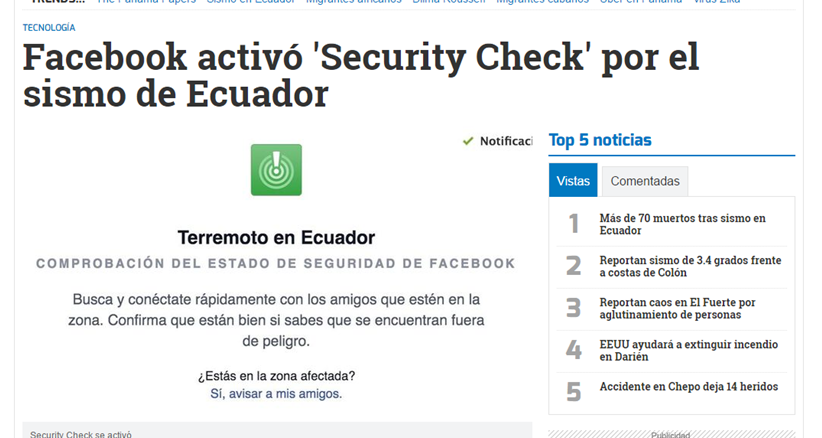 TRENDS... The Panama Papers Sismo en Ecuador Migrantes africanos Dilma Rousseff Migrantes cubanos Uber en Panamá Virus Zika
TECNOLOGÍA
Facebook activó 'Security Check' por el
sismo de Ecuador
Notificaci
Terremoto en Ecuador
COMPROBACIÓN DEL ESTADO DE SEGURIDAD DE FACEBOOK
Busca y conéctate rápidamente con los amigos que estén en la
zona. Confirma que están bien si sabes que se encuentran fuera
de peligro.
¿Estás en la zona afectada?
Sí, avisar a mis amigos.
Security Check se activó
Top 5 noticias
Vistas Comentadas
1 Más de 70 muertos tras sismo en
Ecuador
2 Reportan sismo de 3.4 grados frente
a costas de Colón
3 Reportan caos en El Fuerte por
aglutinamiento de personas
4 EEUU ayudará a extinguir incendio
en Darién
5 Accidente en Chepo deja 14 heridos
Publicidad